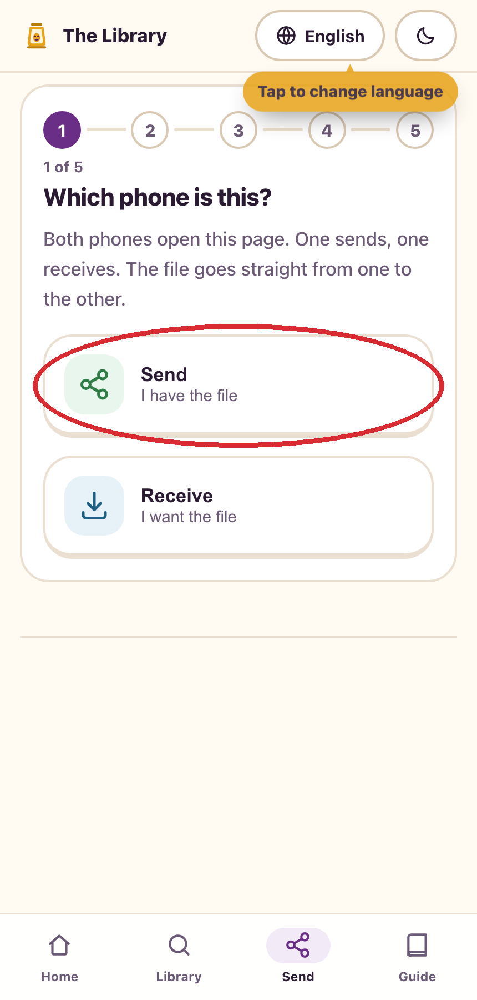 The Library
English
Tap to change language
1
2
3
4
5
1 of 5
Which phone is this?
Both phones open this page. One sends, one
receives. The file goes straight from one to
the other.
Send
I have the file
Receive
I want the file
Home
Library
Send
Guide